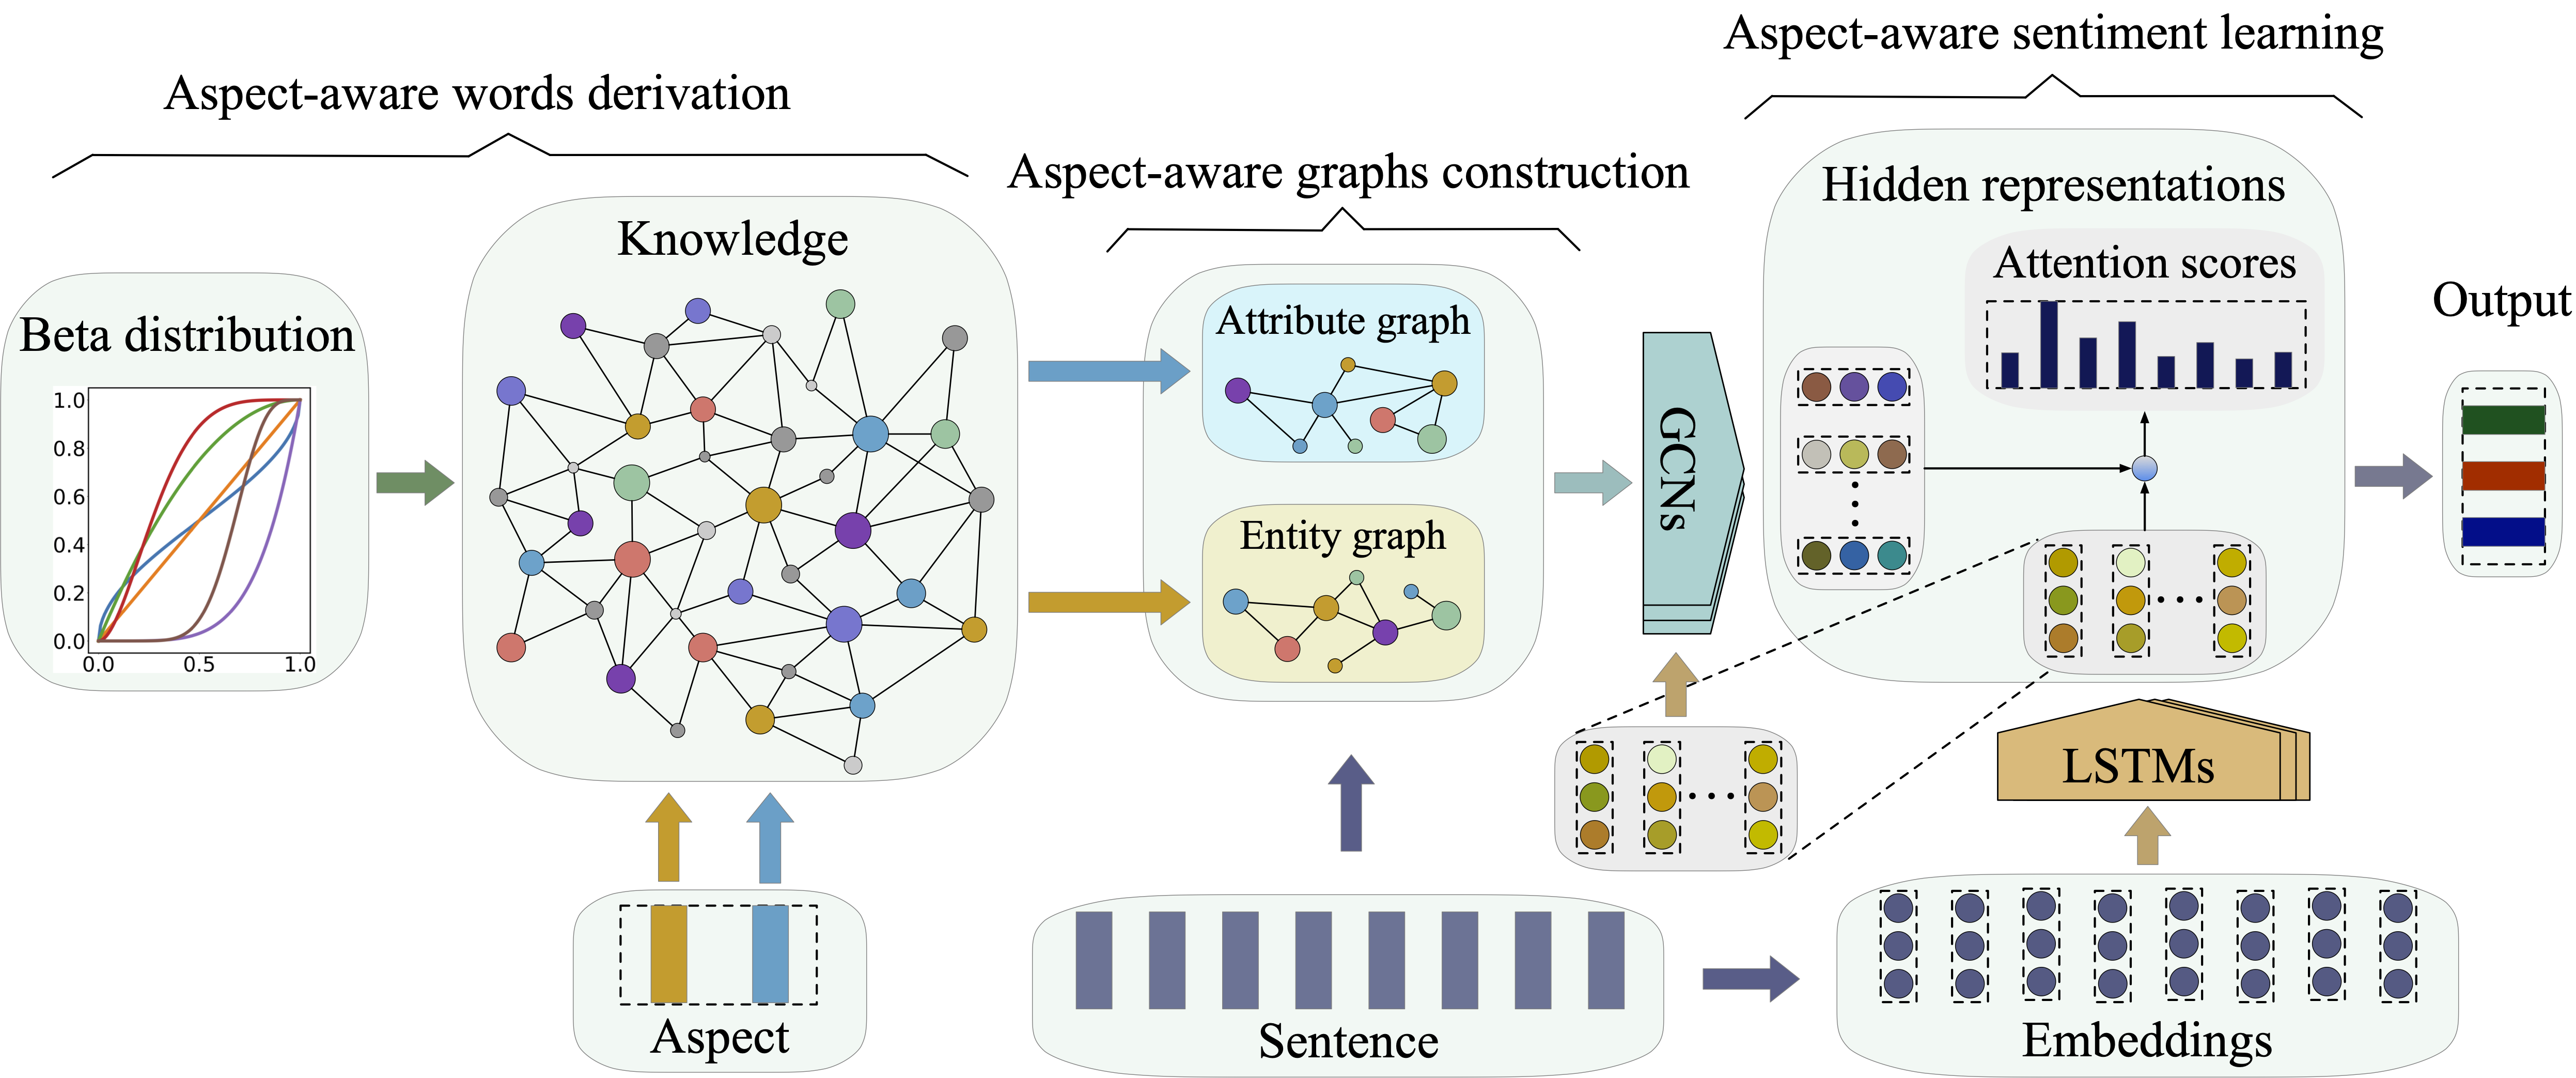 Aspect-aware sentiment learning
Aspect-aware words derivation
Aspect-aware graphs construction
Hidden representations
Knowledge
Attention scores
Output
Beta distribution
Attribute graph
1.0
0.8
0.6
0.4
0.2
0.0
0.0 0.5 1.0
GCNs
Entity graph
LSTMs
Aspect
Sentence
Embeddings